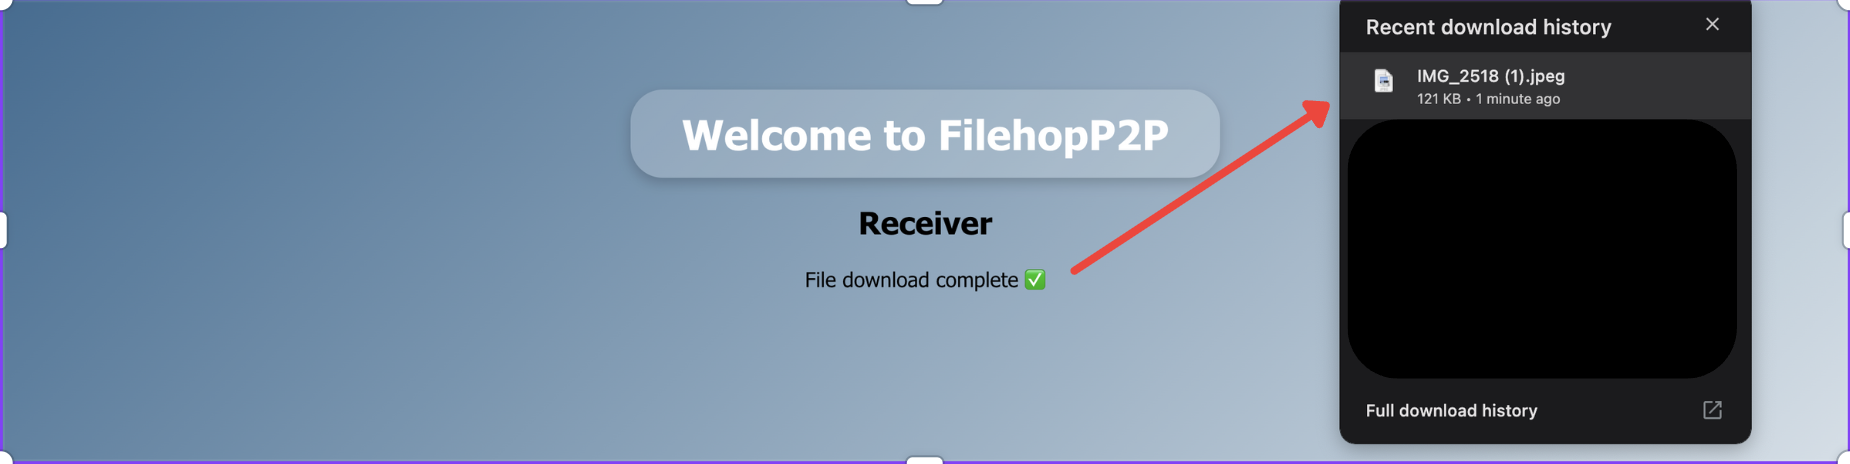 Welcome to FilehopP2P
Receiver
File download complete ✅
Recent download history
IMG_2518 (1).jpeg
121 KB • 1 minute ago
Full download history